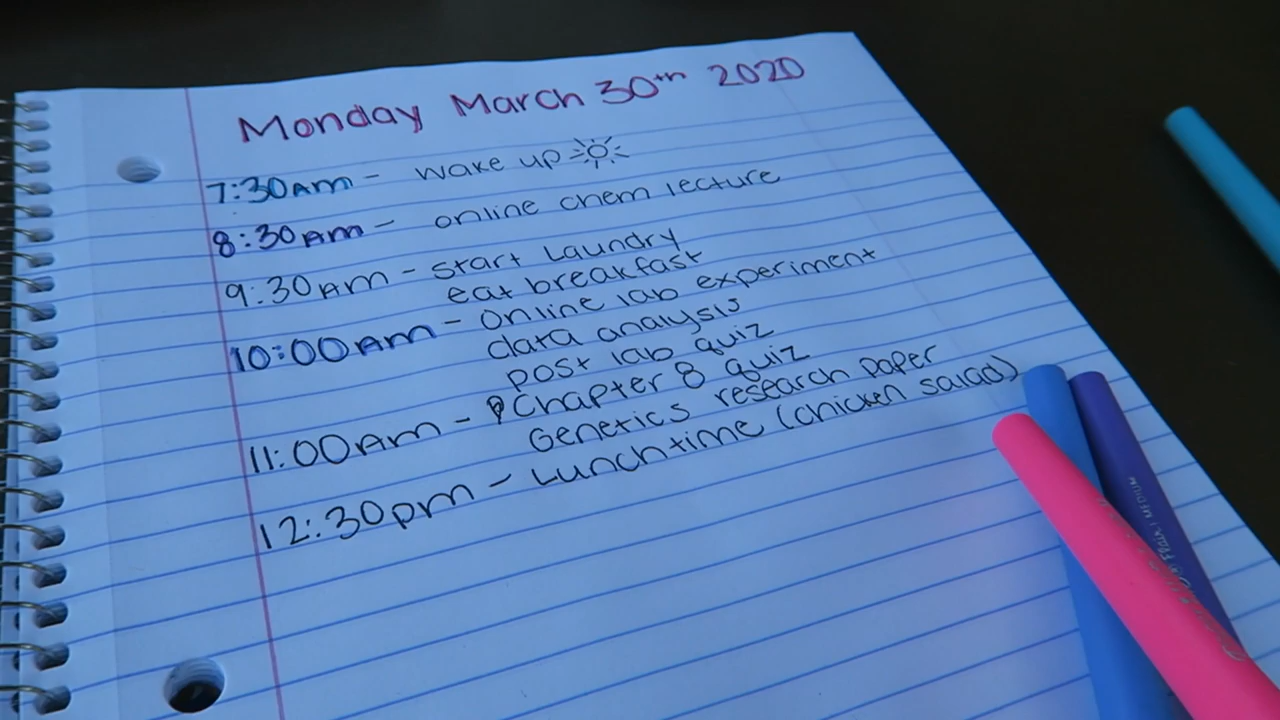 Monday March 30th 2020
7:30AM - wake up
8:30AM - online chem lecture
9:30AM - start laundry
eat breakfast
10:00AM - online lab experiment
data analysis
post lab quiz
11:00AM - Chapter 8 quiz
Genetics research paper
12:30pm - Lunchtime (chicken salad)